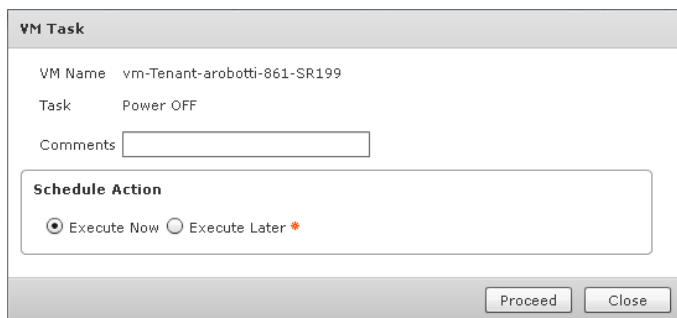 VM Task
VM Name vm-Tenant-arobotti-861-SR199
Task Power OFF
Comments
Schedule Action
Execute Now Execute Later *
Proceed Close